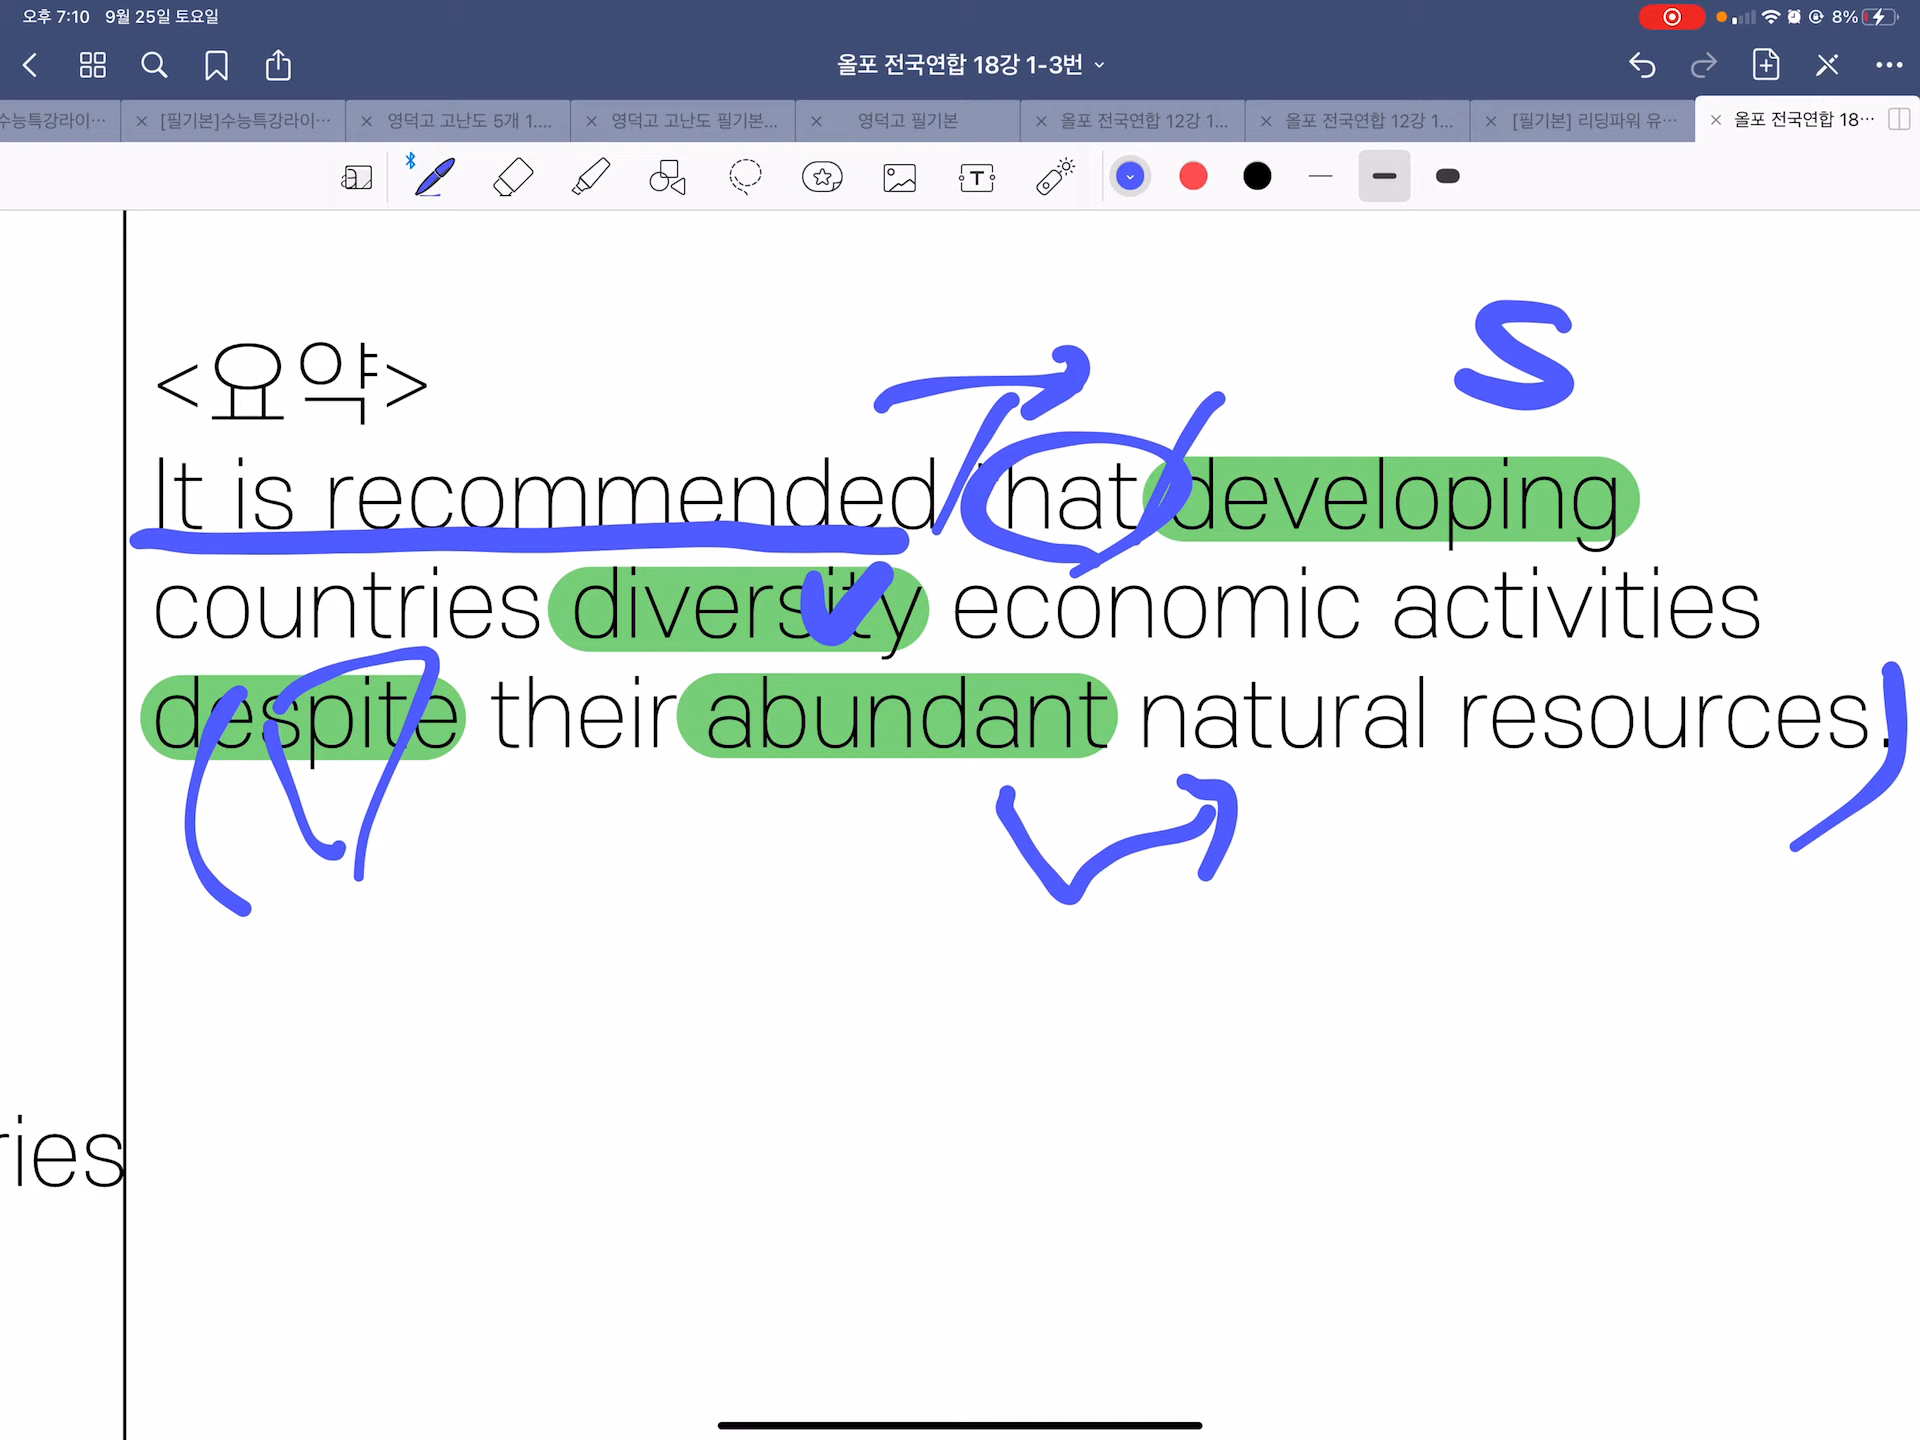 오후 7:10 9월 25일 토요일
8%
올포 전국연합 18강 1-3번
수능특강라이…
[필기본]수능특강라이…
영덕고 고난도 5개 1....
영덕고 고난도 필기본...
영덕고 필기본
올포 전국연합 12강 1...
올포 전국연합 12강 1...
[필기본] 리딩파워 유…
올포 전국연합 18…
S
<요약>
It is recommended that developing
countries diversity economic activities
despite their abundant natural resources.
ries